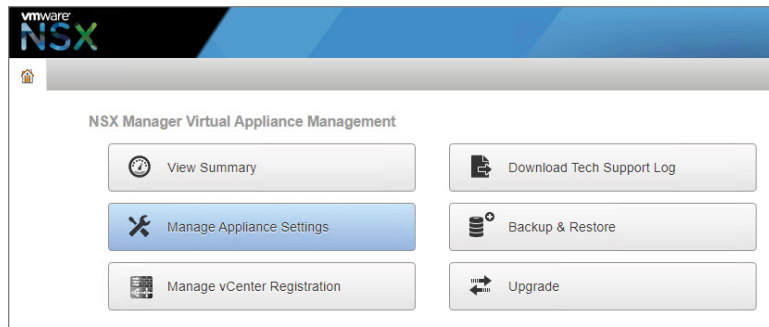 vmware
NSX
NSX Manager Virtual Appliance Management
View Summary
Download Tech Support Log
Manage Appliance Settings
Backup & Restore
Manage vCenter Registration
Upgrade